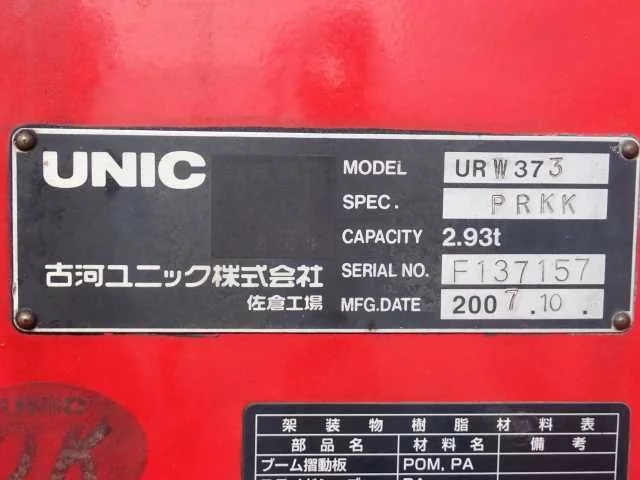 UNIC
MODEL URW373
SPEC. PRKK
CAPACITY 2.93t
古河ユニック株式会社 SERIAL NO. F137157
佐倉工場 MFG.DATE 2007.10.
UNIC
OK
架装物樹脂材料表
部品名 材料名 備考
ブーム摺動板 POM, PA